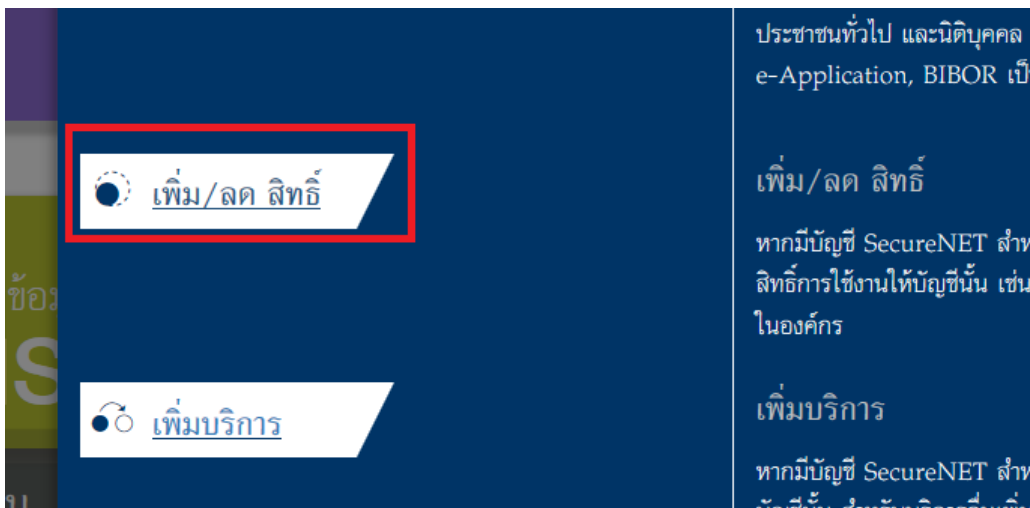 ประชาชนทั่วไป และนิติบุคคล
e-Application, BIBOR
เพิ่ม/ลด สิทธิ์
เพิ่ม/ลด สิทธิ์
หากมีบัญชี SecureNET
สิทธิ์การใช้งานให้บัญชีนั้น เช่น
ในองค์กร
เพิ่มบริการ
เพิ่มบริการ
หากมีบัญชี SecureNET